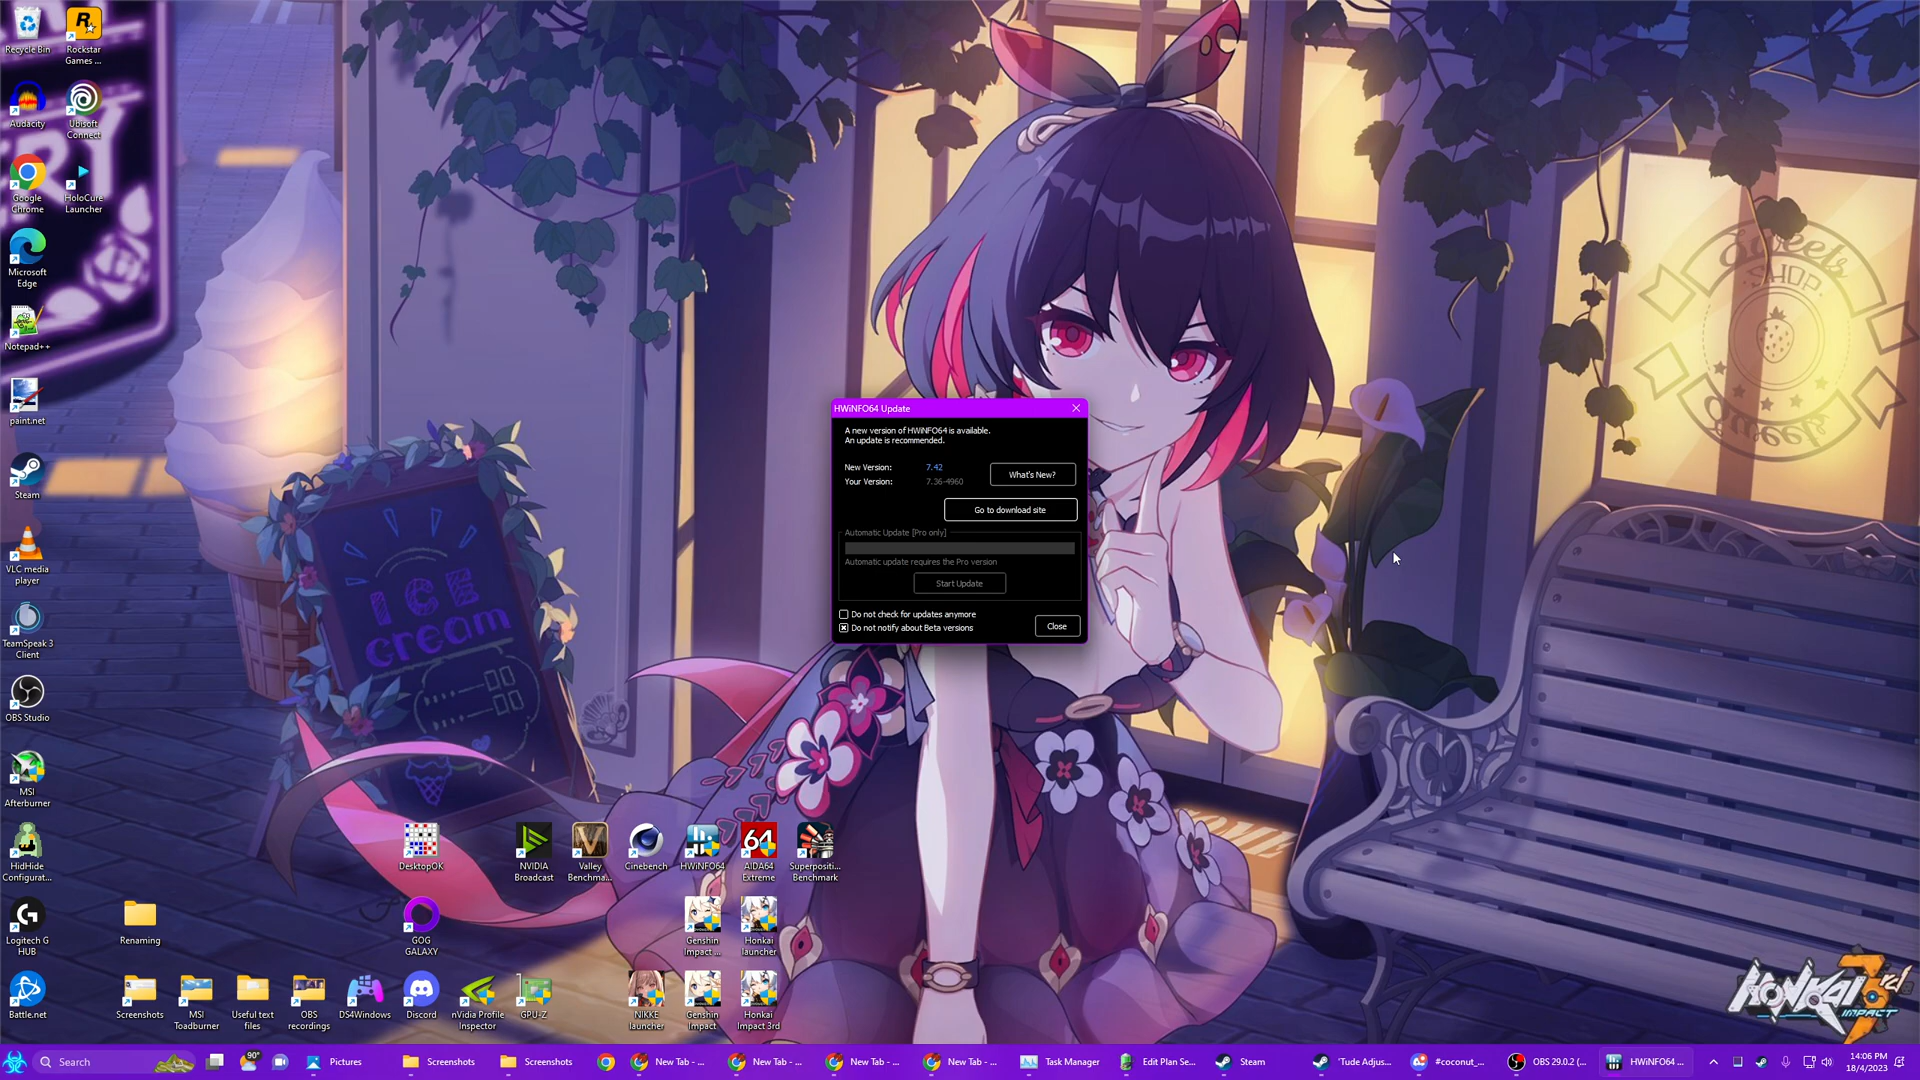 Recycle Bin
Rockstar
Games ...
Audacity
Ubisoft
Connect
Google
Chrome
HoloCure
Launcher
Microsoft
Edge
Notepad++
paint.net
Steam
VLC media
player
TeamSpeak 3
Client
OBS Studio
MSI
Afterburner
HidHide
Configurat...
Logitech G
HUB
Battle.net
ICE
cream
Sweets
SHOP
Sweets
HWiNFO64 Update
A new version of HWiNFO64 is available.
An update is recommended.
New Version: 7.42
What's New?
Your Version: 7.36-4960
Go to download site
Automatic Update [Pro only]
Automatic update requires the Pro version
Start Update
Do not check for updates anymore
Do not notify about Beta versions
Close
DesktopOK
NVIDIA
Broadcast
Valley
Benchma...
Cinebench
HWiNFO64
64
AIDA64
Extreme
Superpositi...
Benchmark
Renaming
GOG
GALAXY
Genshin
Impact ...
Honkai
launcher
Screenshots
MSI
Toadburner
Useful text
files
OBS
recordings
DS4Windows
Discord
nVidia Profile
Inspector
GPU-Z
NIKKE
launcher
Genshin
Impact
Honkai
Impact 3rd
HONKAI 3rd
IMPACT
Search
90°
Pictures
Screenshots
Screenshots
New Tab - ...
New Tab - ...
New Tab - ...
New Tab - ...
Task Manager
Edit Plan Se...
Steam
'Tude Adjus...
#coconut_...
OBS 29.0.2 (...
HWiNFO64 ...
14:06 PM
18/4/2023